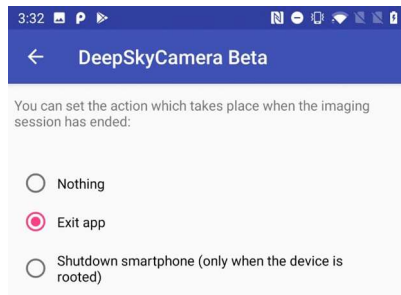 3:32
DeepSkyCamera Beta
You can set the action which takes place when the imaging
session has ended:
Nothing
Exit app
Shutdown smartphone (only when the device is
rooted)